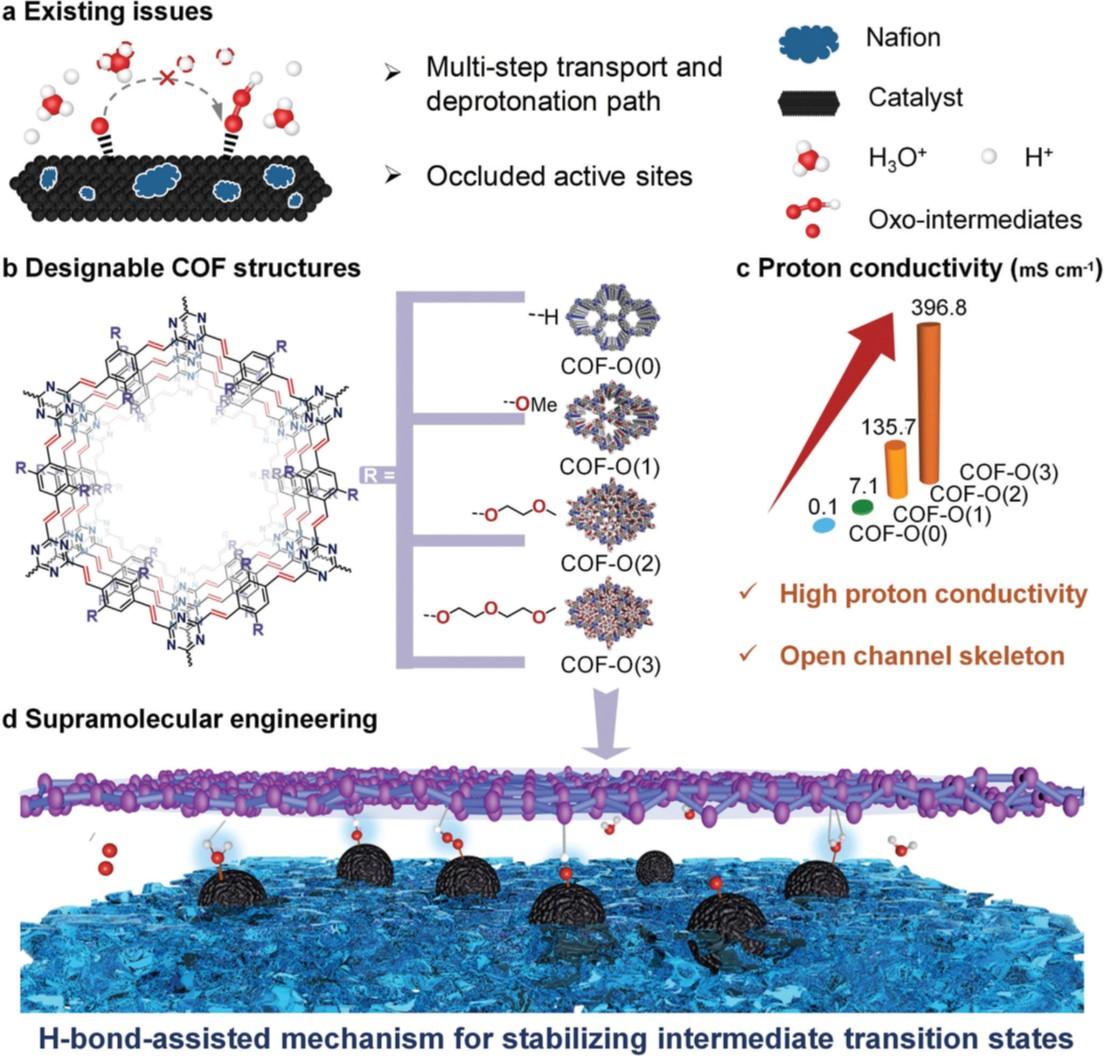 a Existing issues
Multi-step transport and
deprotonation path
Occluded active sites
Nafion
Catalyst
H₃O⁺
H⁺
Oxo-intermediates
b Designable COF structures
R
R
R
R
R
R
R
R
R
R =
--H
COF-O(0)
--OMe
COF-O(1)
--O O
COF-O(2)
--O O O
COF-O(3)
c Proton conductivity (mS cm⁻¹)
396.8
135.7
7.1
0.1
COF-O(3)
COF-O(2)
COF-O(1)
COF-O(0)
✓ High proton conductivity
✓ Open channel skeleton
d Supramolecular engineering
H-bond-assisted mechanism for stabilizing intermediate transition states